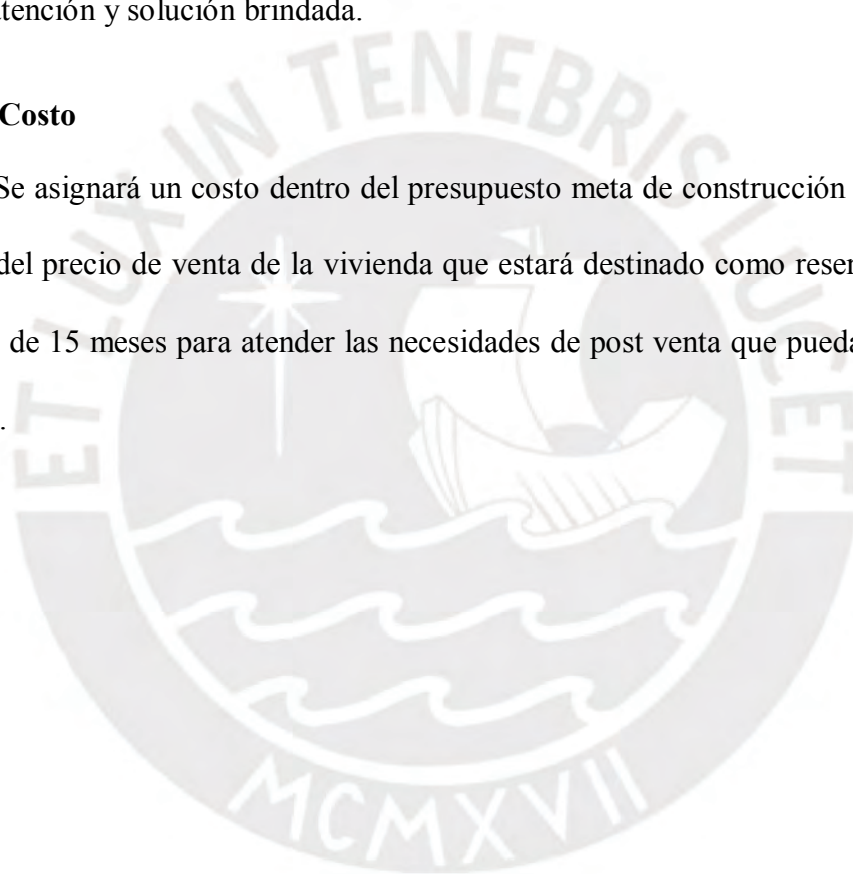 atención y solución brindada.
Costo
Se asignará un costo dentro del presupuesto meta de construcción
del precio de venta de la vivienda que estará destinado como reser
de 15 meses para atender las necesidades de post venta que pueda
.
ET LUX IN TENEBRIS LUCET
MCMXVII